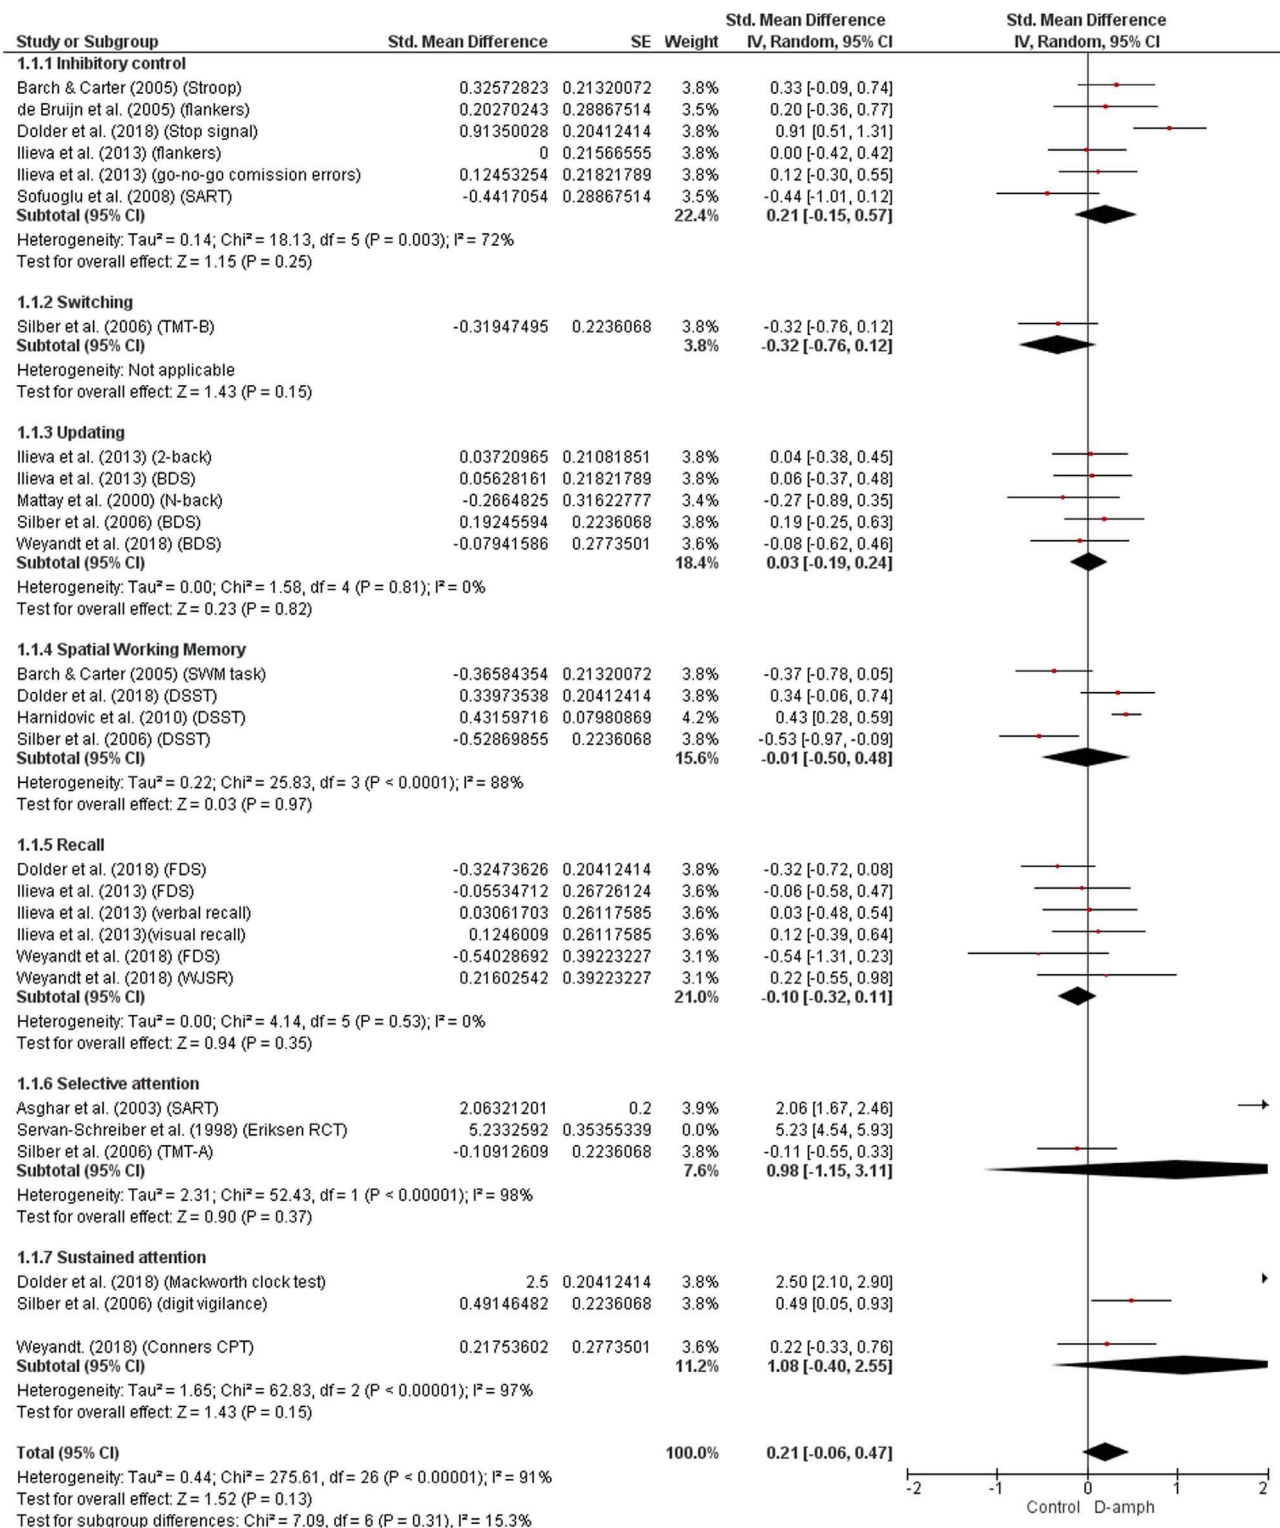 Std. Mean Difference Std. Mean Difference
Study or Subgroup Std. Mean Difference SE Weight IV, Random, 95% CI IV, Random, 95% CI
1.1.1 Inhibitory control
Barch & Carter (2005) (Stroop) 0.32572823 0.21320072 3.8% 0.33 [-0.09, 0.74]
de Bruijn et al. (2005) (flankers) 0.20270243 0.28867514 3.5% 0.20 [-0.36, 0.77]
Dolder et al. (2018) (Stop signal) 0.91350028 0.20412414 3.8% 0.91 [0.51, 1.31]
Ilieva et al. (2013) (flankers) 0 0.21566555 3.8% 0.00 [-0.42, 0.42]
Ilieva et al. (2013) (go-no-go comission errors) 0.12453254 0.21821789 3.8% 0.12 [-0.30, 0.55]
Sofuoglu et al. (2008) (SART) -0.4417054 0.28867514 3.5% -0.44 [-1.01, 0.12]
Subtotal (95% CI) 22.4% 0.21 [-0.15, 0.57]
Heterogeneity: Tau² = 0.14; Chi² = 18.13, df = 5 (P = 0.003); I² = 72%
Test for overall effect: Z = 1.15 (P = 0.25)
1.1.2 Switching
Silber et al. (2006) (TMT-B) -0.31947495 0.2236068 3.8% -0.32 [-0.76, 0.12]
Subtotal (95% CI) 3.8% -0.32 [-0.76, 0.12]
Heterogeneity: Not applicable
Test for overall effect: Z = 1.43 (P = 0.15)
1.1.3 Updating
Ilieva et al. (2013) (2-back) 0.03720965 0.21081851 3.8% 0.04 [-0.38, 0.45]
Ilieva et al. (2013) (BDS) 0.05628161 0.21821789 3.8% 0.06 [-0.37, 0.48]
Mattay et al. (2000) (N-back) -0.2664825 0.31622777 3.4% -0.27 [-0.89, 0.35]
Silber et al. (2006) (BDS) 0.19245594 0.2236068 3.8% 0.19 [-0.25, 0.63]
Weyandt et al. (2018) (BDS) -0.07941586 0.2773501 3.6% -0.08 [-0.62, 0.46]
Subtotal (95% CI) 18.4% 0.03 [-0.19, 0.24]
Heterogeneity: Tau² = 0.00; Chi² = 1.58, df = 4 (P = 0.81); I² = 0%
Test for overall effect: Z = 0.23 (P = 0.82)
1.1.4 Spatial Working Memory
Barch & Carter (2005) (SWM task) -0.36584354 0.21320072 3.8% -0.37 [-0.78, 0.05]
Dolder et al. (2018) (DSST) 0.33973538 0.20412414 3.8% 0.34 [-0.06, 0.74]
Harnidovic et al. (2010) (DSST) 0.43159716 0.07980869 4.2% 0.43 [0.28, 0.59]
Silber et al. (2006) (DSST) -0.52869855 0.2236068 3.8% -0.53 [-0.97, -0.09]
Subtotal (95% CI) 15.6% -0.01 [-0.50, 0.48]
Heterogeneity: Tau² = 0.22; Chi² = 25.83, df = 3 (P < 0.0001); I² = 88%
Test for overall effect: Z = 0.03 (P = 0.97)
1.1.5 Recall
Dolder et al. (2018) (FDS) -0.32473626 0.20412414 3.8% -0.32 [-0.72, 0.08]
Ilieva et al. (2013) (FDS) -0.05534712 0.26726124 3.6% -0.06 [-0.58, 0.47]
Ilieva et al. (2013) (verbal recall) 0.03061703 0.26117585 3.6% 0.03 [-0.48, 0.54]
Ilieva et al. (2013)(visual recall) 0.1246009 0.26117585 3.6% 0.12 [-0.39, 0.64]
Weyandt et al. (2018) (FDS) -0.54028692 0.39223227 3.1% -0.54 [-1.31, 0.23]
Weyandt et al. (2018) (WJSR) 0.21602542 0.39223227 3.1% 0.22 [-0.55, 0.98]
Subtotal (95% CI) 21.0% -0.10 [-0.32, 0.11]
Heterogeneity: Tau² = 0.00; Chi² = 4.14, df = 5 (P = 0.53); I² = 0%
Test for overall effect: Z = 0.94 (P = 0.35)
1.1.6 Selective attention
Asghar et al. (2003) (SART) 2.06321201 0.2 3.9% 2.06 [1.67, 2.46]
Servan-Schreiber et al. (1998) (Eriksen RCT) 5.2332592 0.35355339 0.0% 5.23 [4.54, 5.93]
Silber et al. (2006) (TMT-A) -0.10912609 0.2236068 3.8% -0.11 [-0.55, 0.33]
Subtotal (95% CI) 7.6% 0.98 [-1.15, 3.11]
Heterogeneity: Tau² = 2.31; Chi² = 52.43, df = 1 (P < 0.00001); I² = 98%
Test for overall effect: Z = 0.90 (P = 0.37)
1.1.7 Sustained attention
Dolder et al. (2018) (Mackworth clock test) 2.5 0.20412414 3.8% 2.50 [2.10, 2.90]
Silber et al. (2006) (digit vigilance) 0.49146482 0.2236068 3.8% 0.49 [0.05, 0.93]
Weyandt. (2018) (Conners CPT) 0.21753602 0.2773501 3.6% 0.22 [-0.33, 0.76]
Subtotal (95% CI) 11.2% 1.08 [-0.40, 2.55]
Heterogeneity: Tau² = 1.65; Chi² = 62.83, df = 2 (P < 0.00001); I² = 97%
Test for overall effect: Z = 1.43 (P = 0.15)
Total (95% CI) 100.0% 0.21 [-0.06, 0.47]
Heterogeneity: Tau² = 0.44; Chi² = 275.61, df = 26 (P < 0.00001); I² = 91%
Test for overall effect: Z = 1.52 (P = 0.13)
Test for subgroup differences: Chi² = 7.09, df = 6 (P = 0.31), I² = 15.3%
-2 -1 0 1 2
Control D-amph